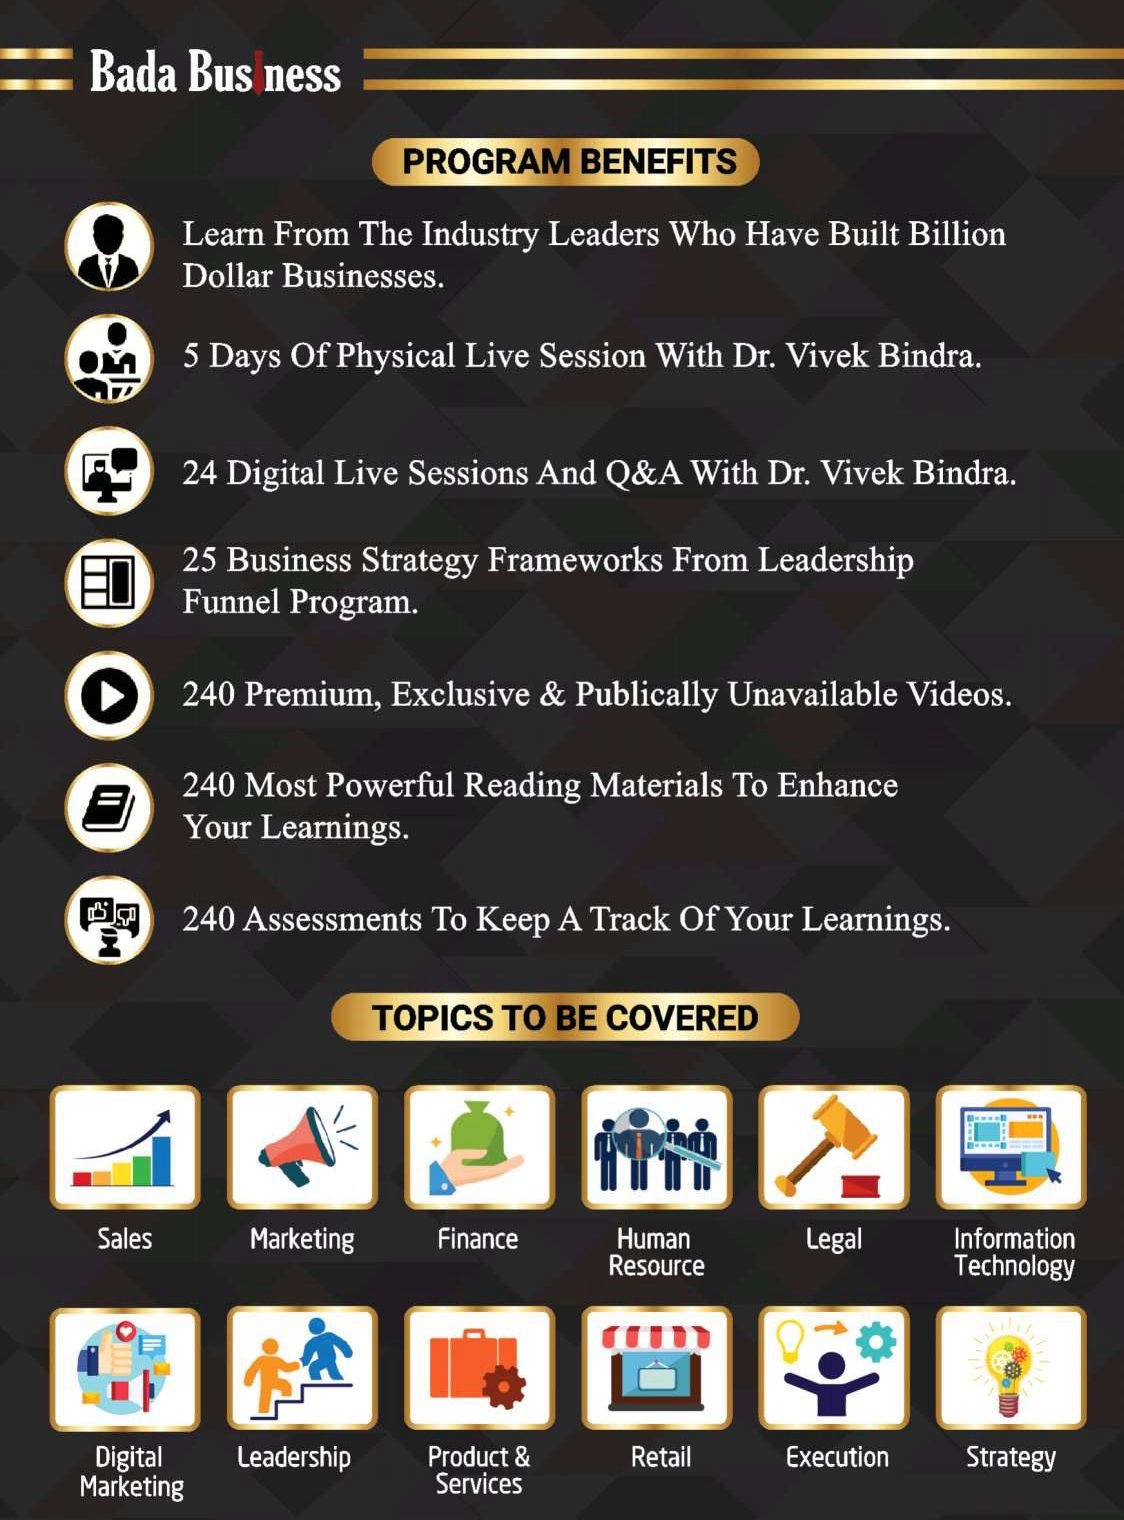 Bada Business
PROGRAM BENEFITS
Learn From The Industry Leaders Who Have Built Billion
Dollar Businesses.
5 Days Of Physical Live Session With Dr. Vivek Bindra.
24 Digital Live Sessions And Q&A With Dr. Vivek Bindra.
25 Business Strategy Frameworks From Leadership
Funnel Program.
240 Premium, Exclusive & Publically Unavailable Videos.
240 Most Powerful Reading Materials To Enhance
Your Learnings.
240 Assessments To Keep A Track Of Your Learnings.
TOPICS TO BE COVERED
Sales
Marketing
Finance
Human
Resource
Legal
Information
Technology
Digital
Marketing
Leadership
Product &
Services
Retail
Execution
Strategy